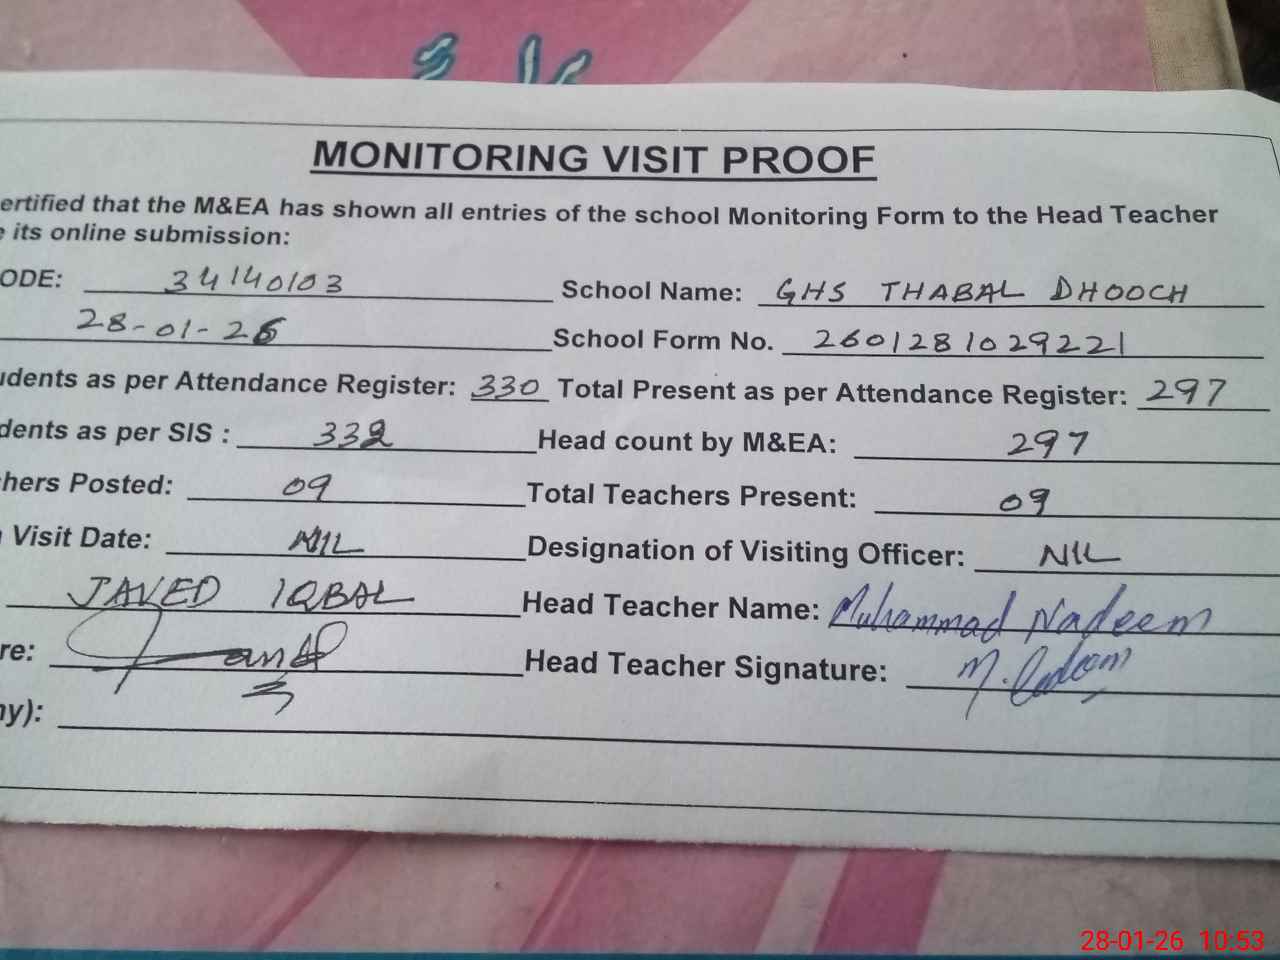 MONITORING VISIT PROOF
ertified that the M&EA has shown all entries of the school Monitoring Form to the Head Teacher
e its online submission:
ODE: 34140103 School Name: GHS THABAL DHOOCH
28-01-26 School Form No. 2601281029221
udents as per Attendance Register: 330 Total Present as per Attendance Register: 297
dents as per SIS : 332 Head count by M&EA: 297
hers Posted: 09 Total Teachers Present: 09
Visit Date: NIL Designation of Visiting Officer: NIL
JAVED IQBAL Head Teacher Name: Muhammad Nadeem
re: Head Teacher Signature: M. Nadeem
ny):
28-01-26 10:53